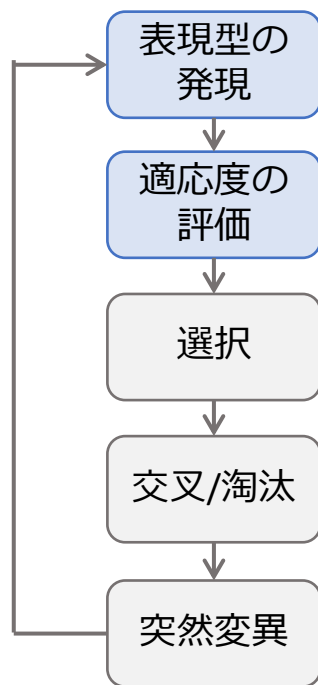 表現型の
発現
適応度の
評価
選択
交叉/淘汰
突然変異